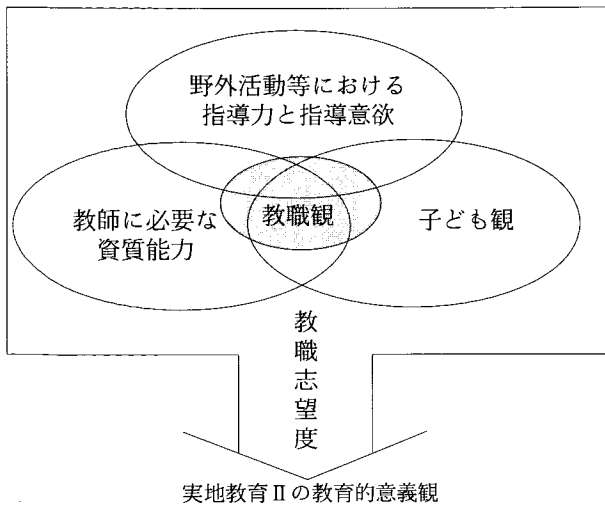 野外活動等における
指導力と指導意欲
教師に必要な
資質能力
教職観
子ども観
教職志望度
実地教育Ⅱの教育的意義観